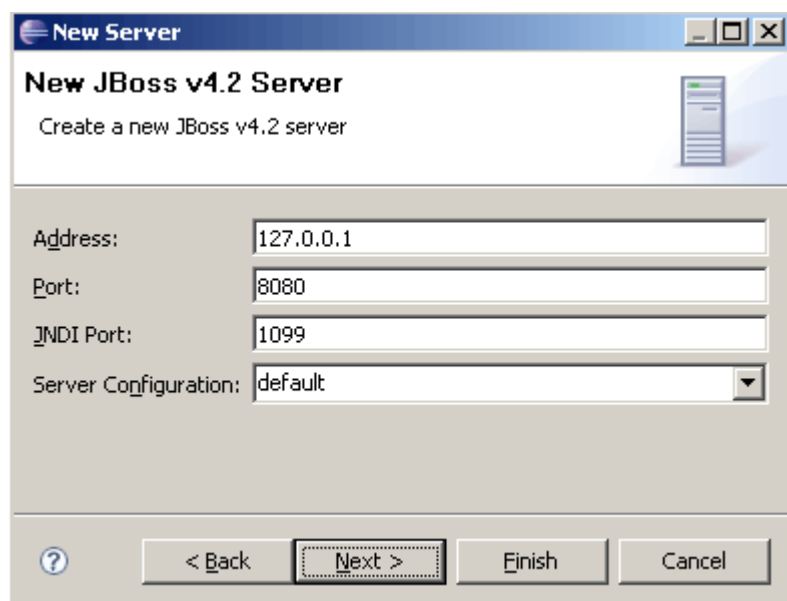 New Server
New JBoss v4.2 Server
Create a new JBoss v4.2 server
Address: 127.0.0.1
Port: 8080
JNDI Port: 1099
Server Configuration: default
? < Back Next > Finish Cancel